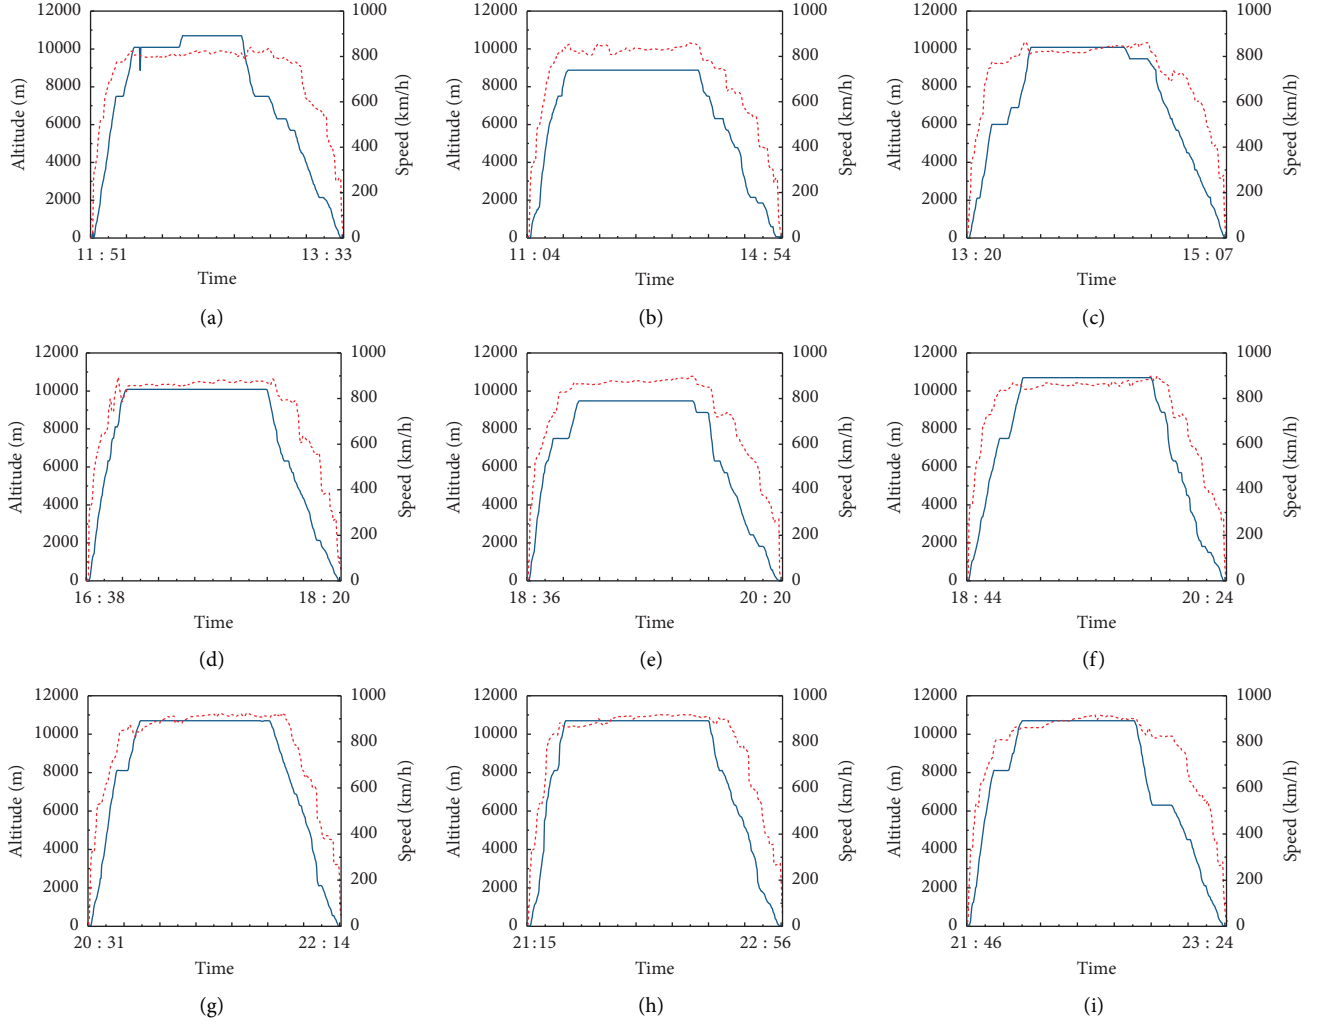 12000
10000
8000
6000
4000
2000
0
Altitude (m)
1000
800
600
400
200
0
Speed (km/h)
11 : 51
13 : 33
Time
(a)
12000
10000
8000
6000
4000
2000
0
Altitude (m)
1000
800
600
400
200
0
Speed (km/h)
11 : 04
14 : 54
Time
(b)
12000
10000
8000
6000
4000
2000
0
Altitude (m)
1000
800
600
400
200
0
Speed (km/h)
13 : 20
15 : 07
Time
(c)
12000
10000
8000
6000
4000
2000
0
Altitude (m)
1000
800
600
400
200
0
Speed (km/h)
16 : 38
18 : 20
Time
(d)
12000
10000
8000
6000
4000
2000
0
Altitude (m)
1000
800
600
400
200
0
Speed (km/h)
18 : 36
20 : 20
Time
(e)
12000
10000
8000
6000
4000
2000
0
Altitude (m)
1000
800
600
400
200
0
Speed (km/h)
18 : 44
20 : 24
Time
(f)
12000
10000
8000
6000
4000
2000
0
Altitude (m)
1000
800
600
400
200
0
Speed (km/h)
20 : 31
22 : 14
Time
(g)
12000
10000
8000
6000
4000
2000
0
Altitude (m)
1000
800
600
400
200
0
Speed (km/h)
21:15
22 : 56
Time
(h)
12000
10000
8000
6000
4000
2000
0
Altitude (m)
1000
800
600
400
200
0
Speed (km/h)
21 : 46
23 : 24
Time
(i)